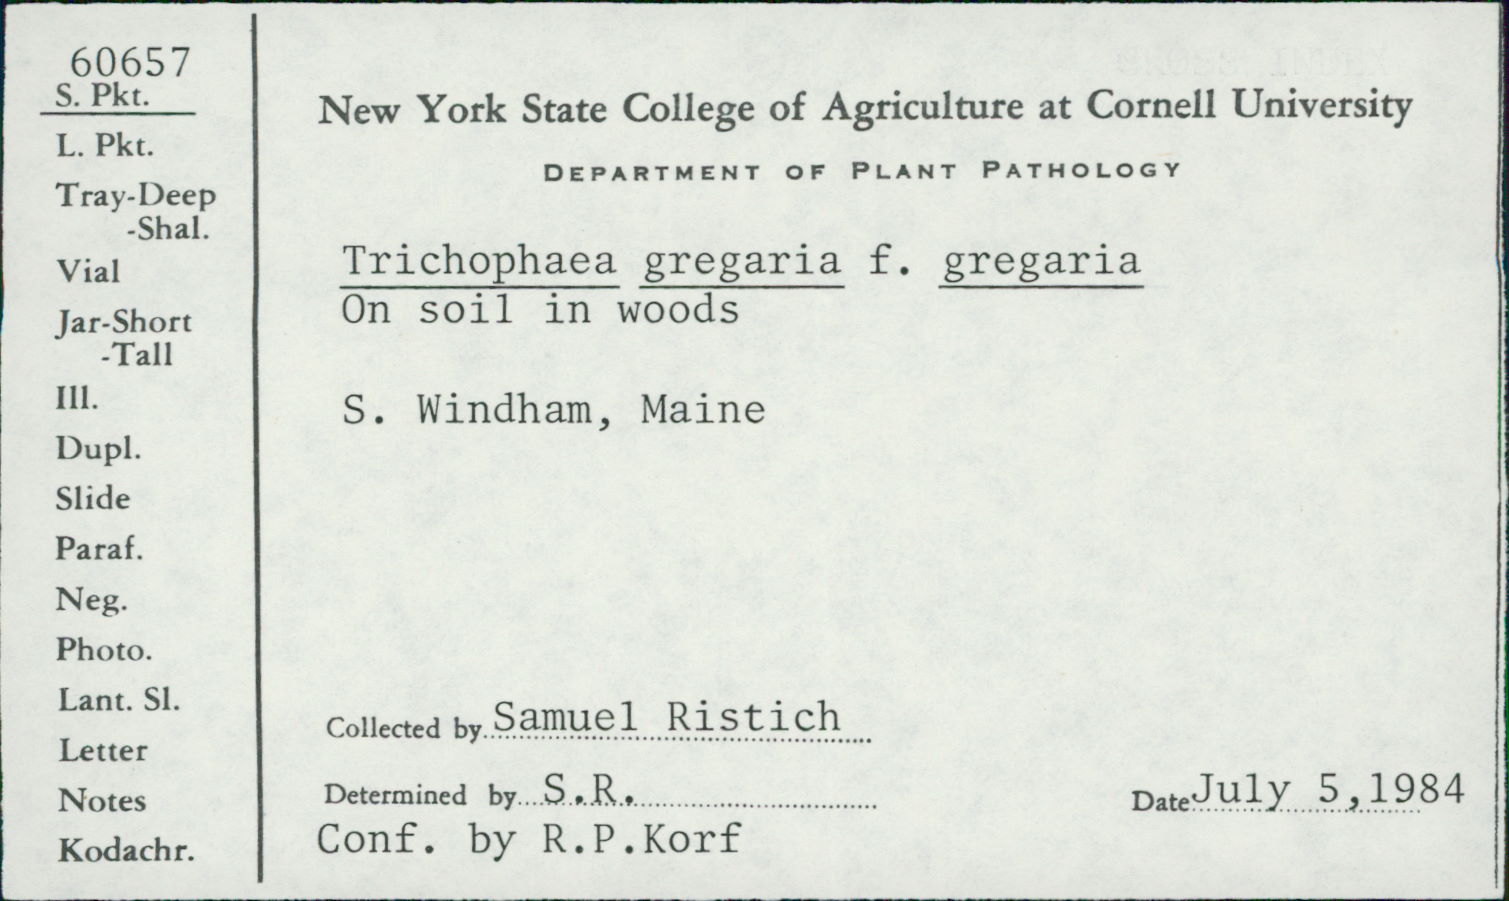 60657
S. Pkt.
L. Pkt.
Tray-Deep
-Shal.
Vial
Jar-Short
-Tall
Ill.
Dupl.
Slide
Paraf.
Neg.
Photo.
Lant. Sl.
Letter
Notes
Kodachr.
New York State College of Agriculture at Cornell University
DEPARTMENT OF PLANT PATHOLOGY
Trichophaea gregaria f. gregaria
On soil in woods
S. Windham, Maine
Collected by Samuel Ristich
Determined by S.R.
Date July 5,1984
Conf. by R.P.Korf